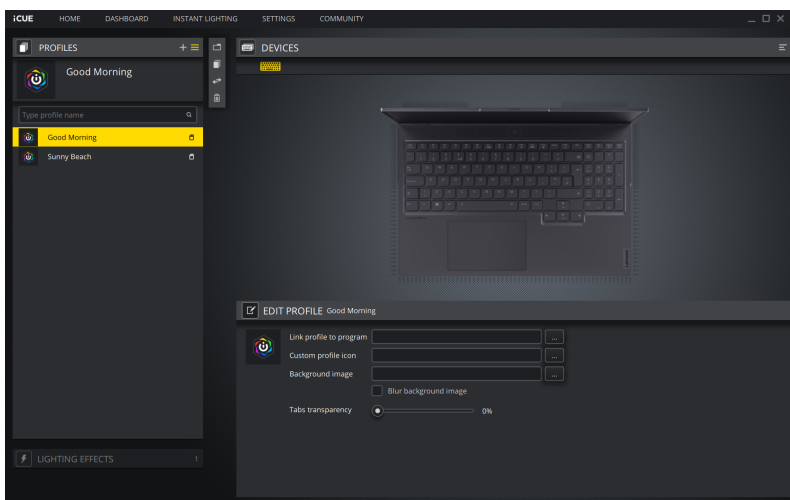 iCUE HOME DASHBOARD INSTANT LIGHTING SETTINGS COMMUNITY
PROFILES
Good Morning
Type profile name
Good Morning
Sunny Beach
LIGHTING EFFECTS 1
DEVICES
EDIT PROFILE Good Morning
Link profile to program ...
Custom profile icon ...
Background image ...
Blur background image
Tabs transparency 0%